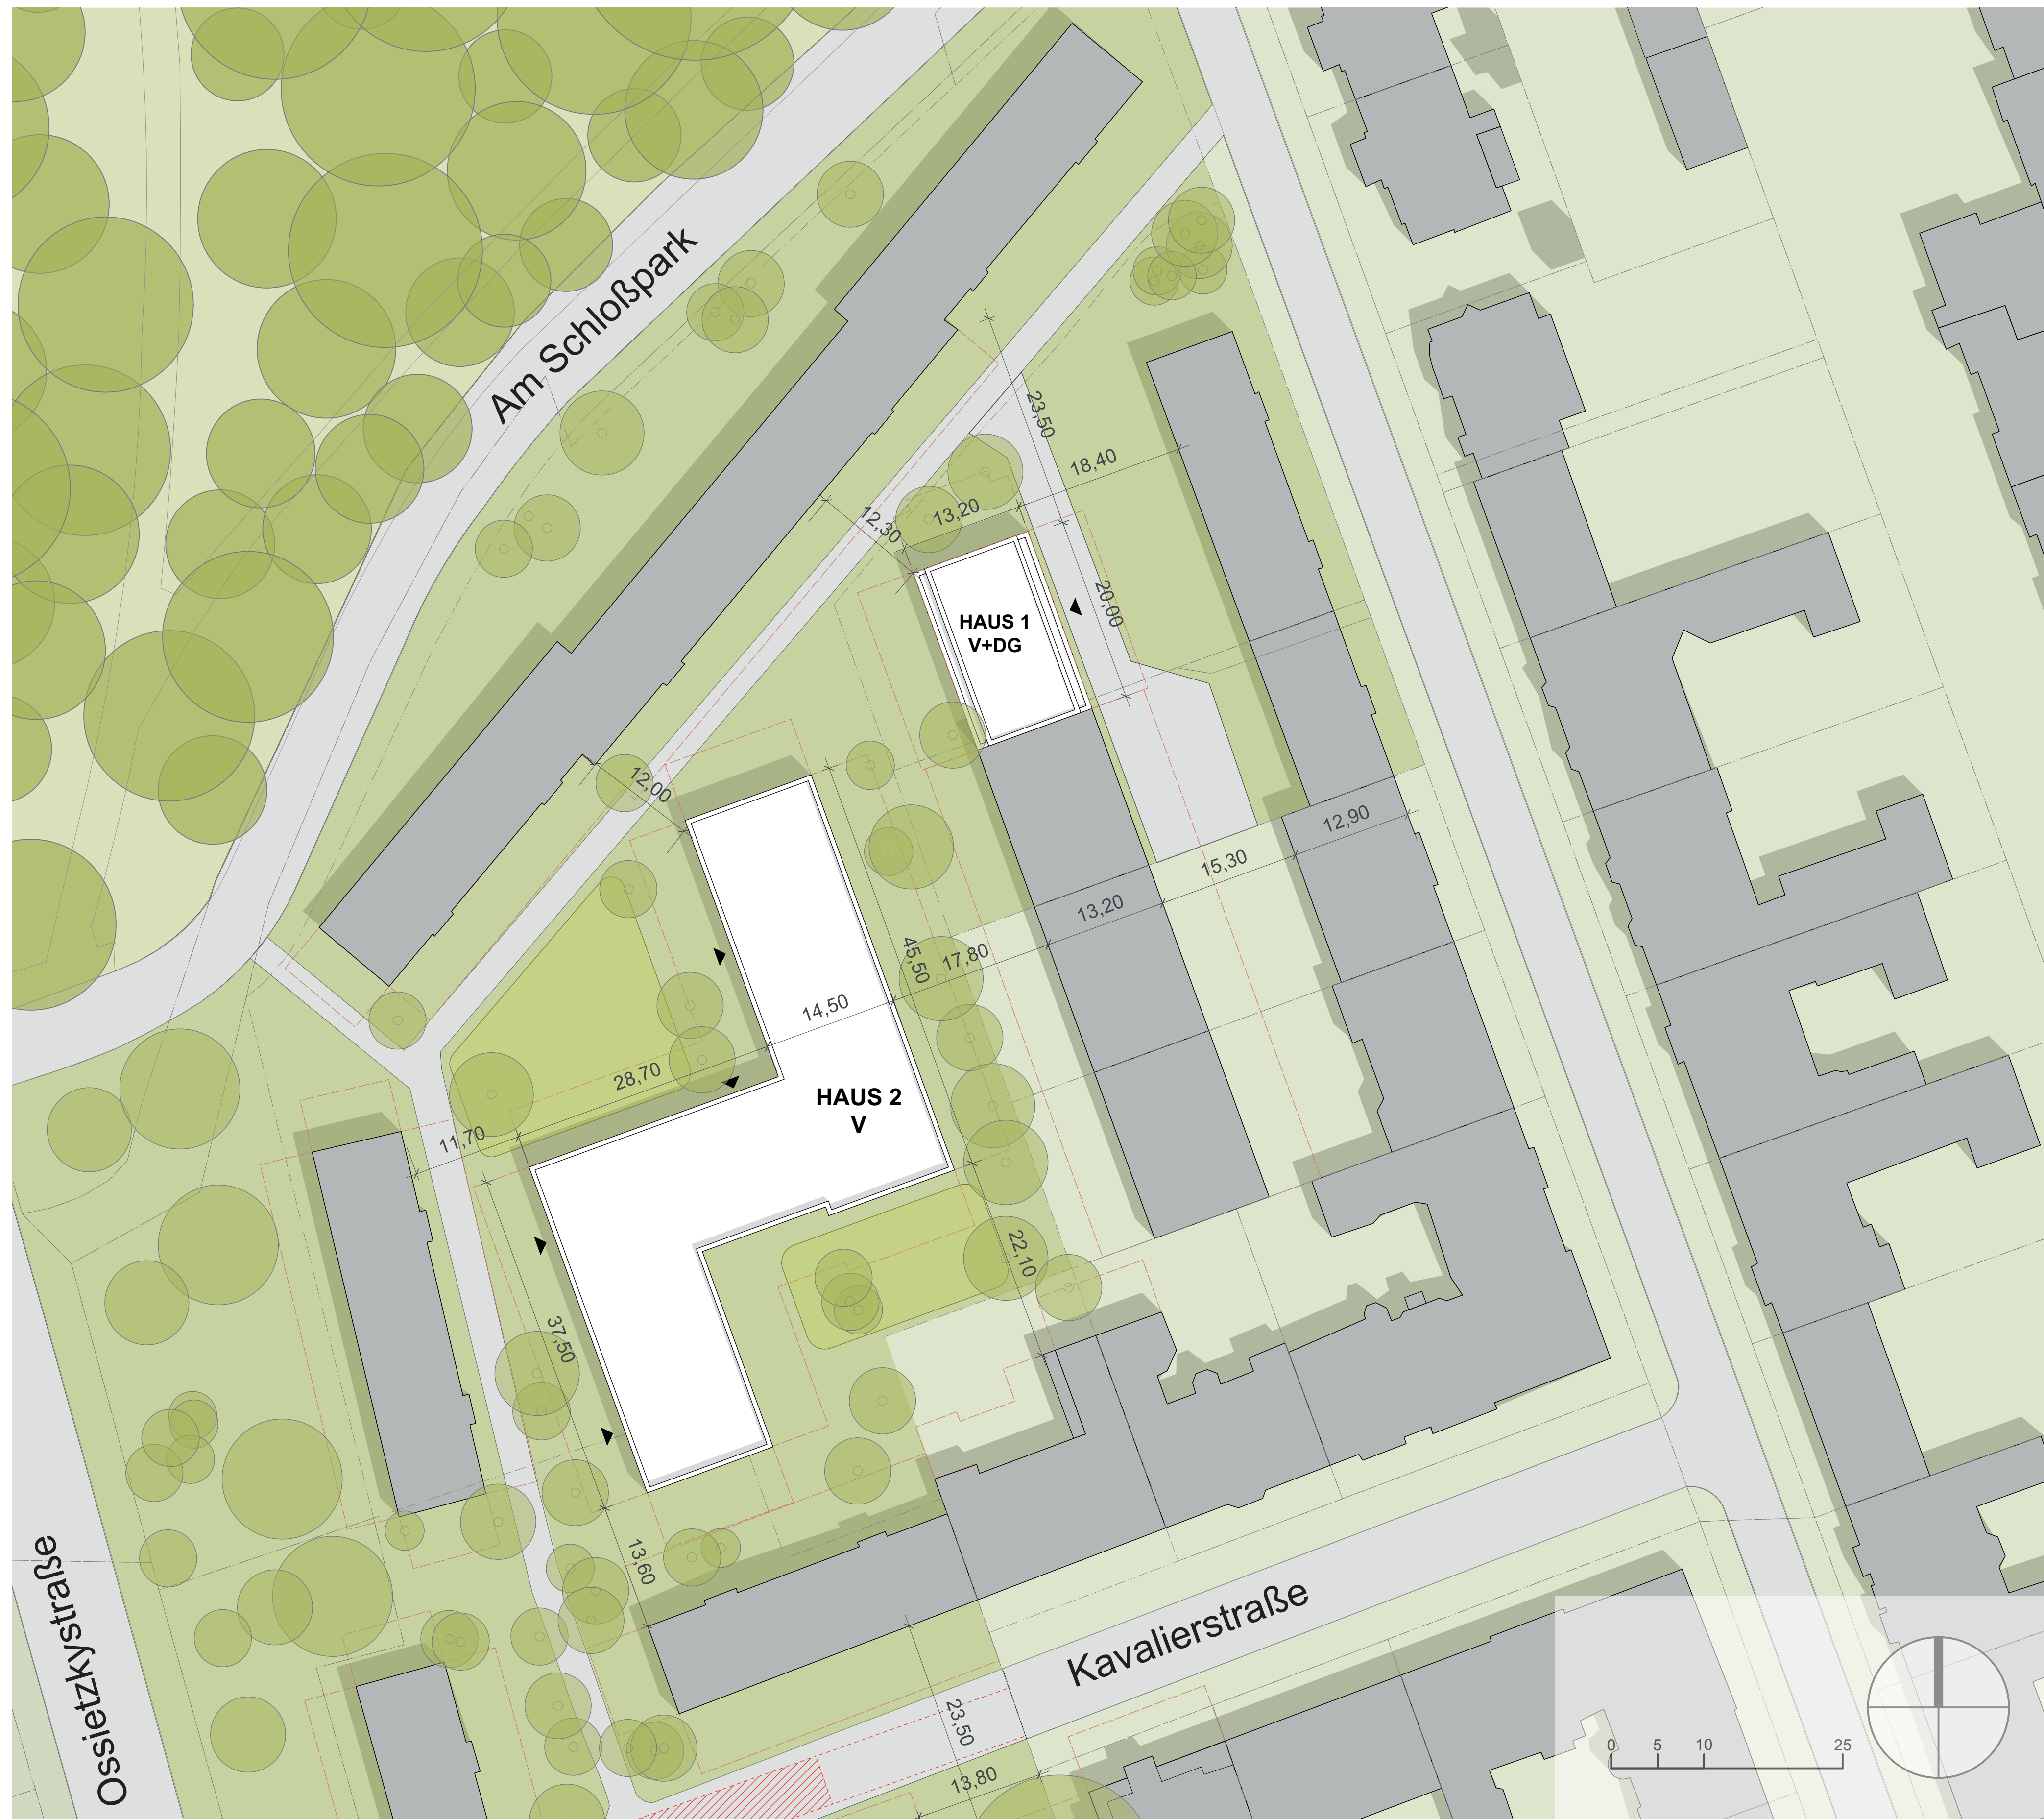 Am Schloßpark
23,50
18,40
13,20
12,30
20,00
HAUS 1
V+DG
12,00
12,90
15,30
13,20
17,80
45,50
14,50
28,70
HAUS 2
V
11,70
22,10
37,50
13,60
Ossietzkystraße
Kavalierstraße
23,50
13,80
0 5 10 25